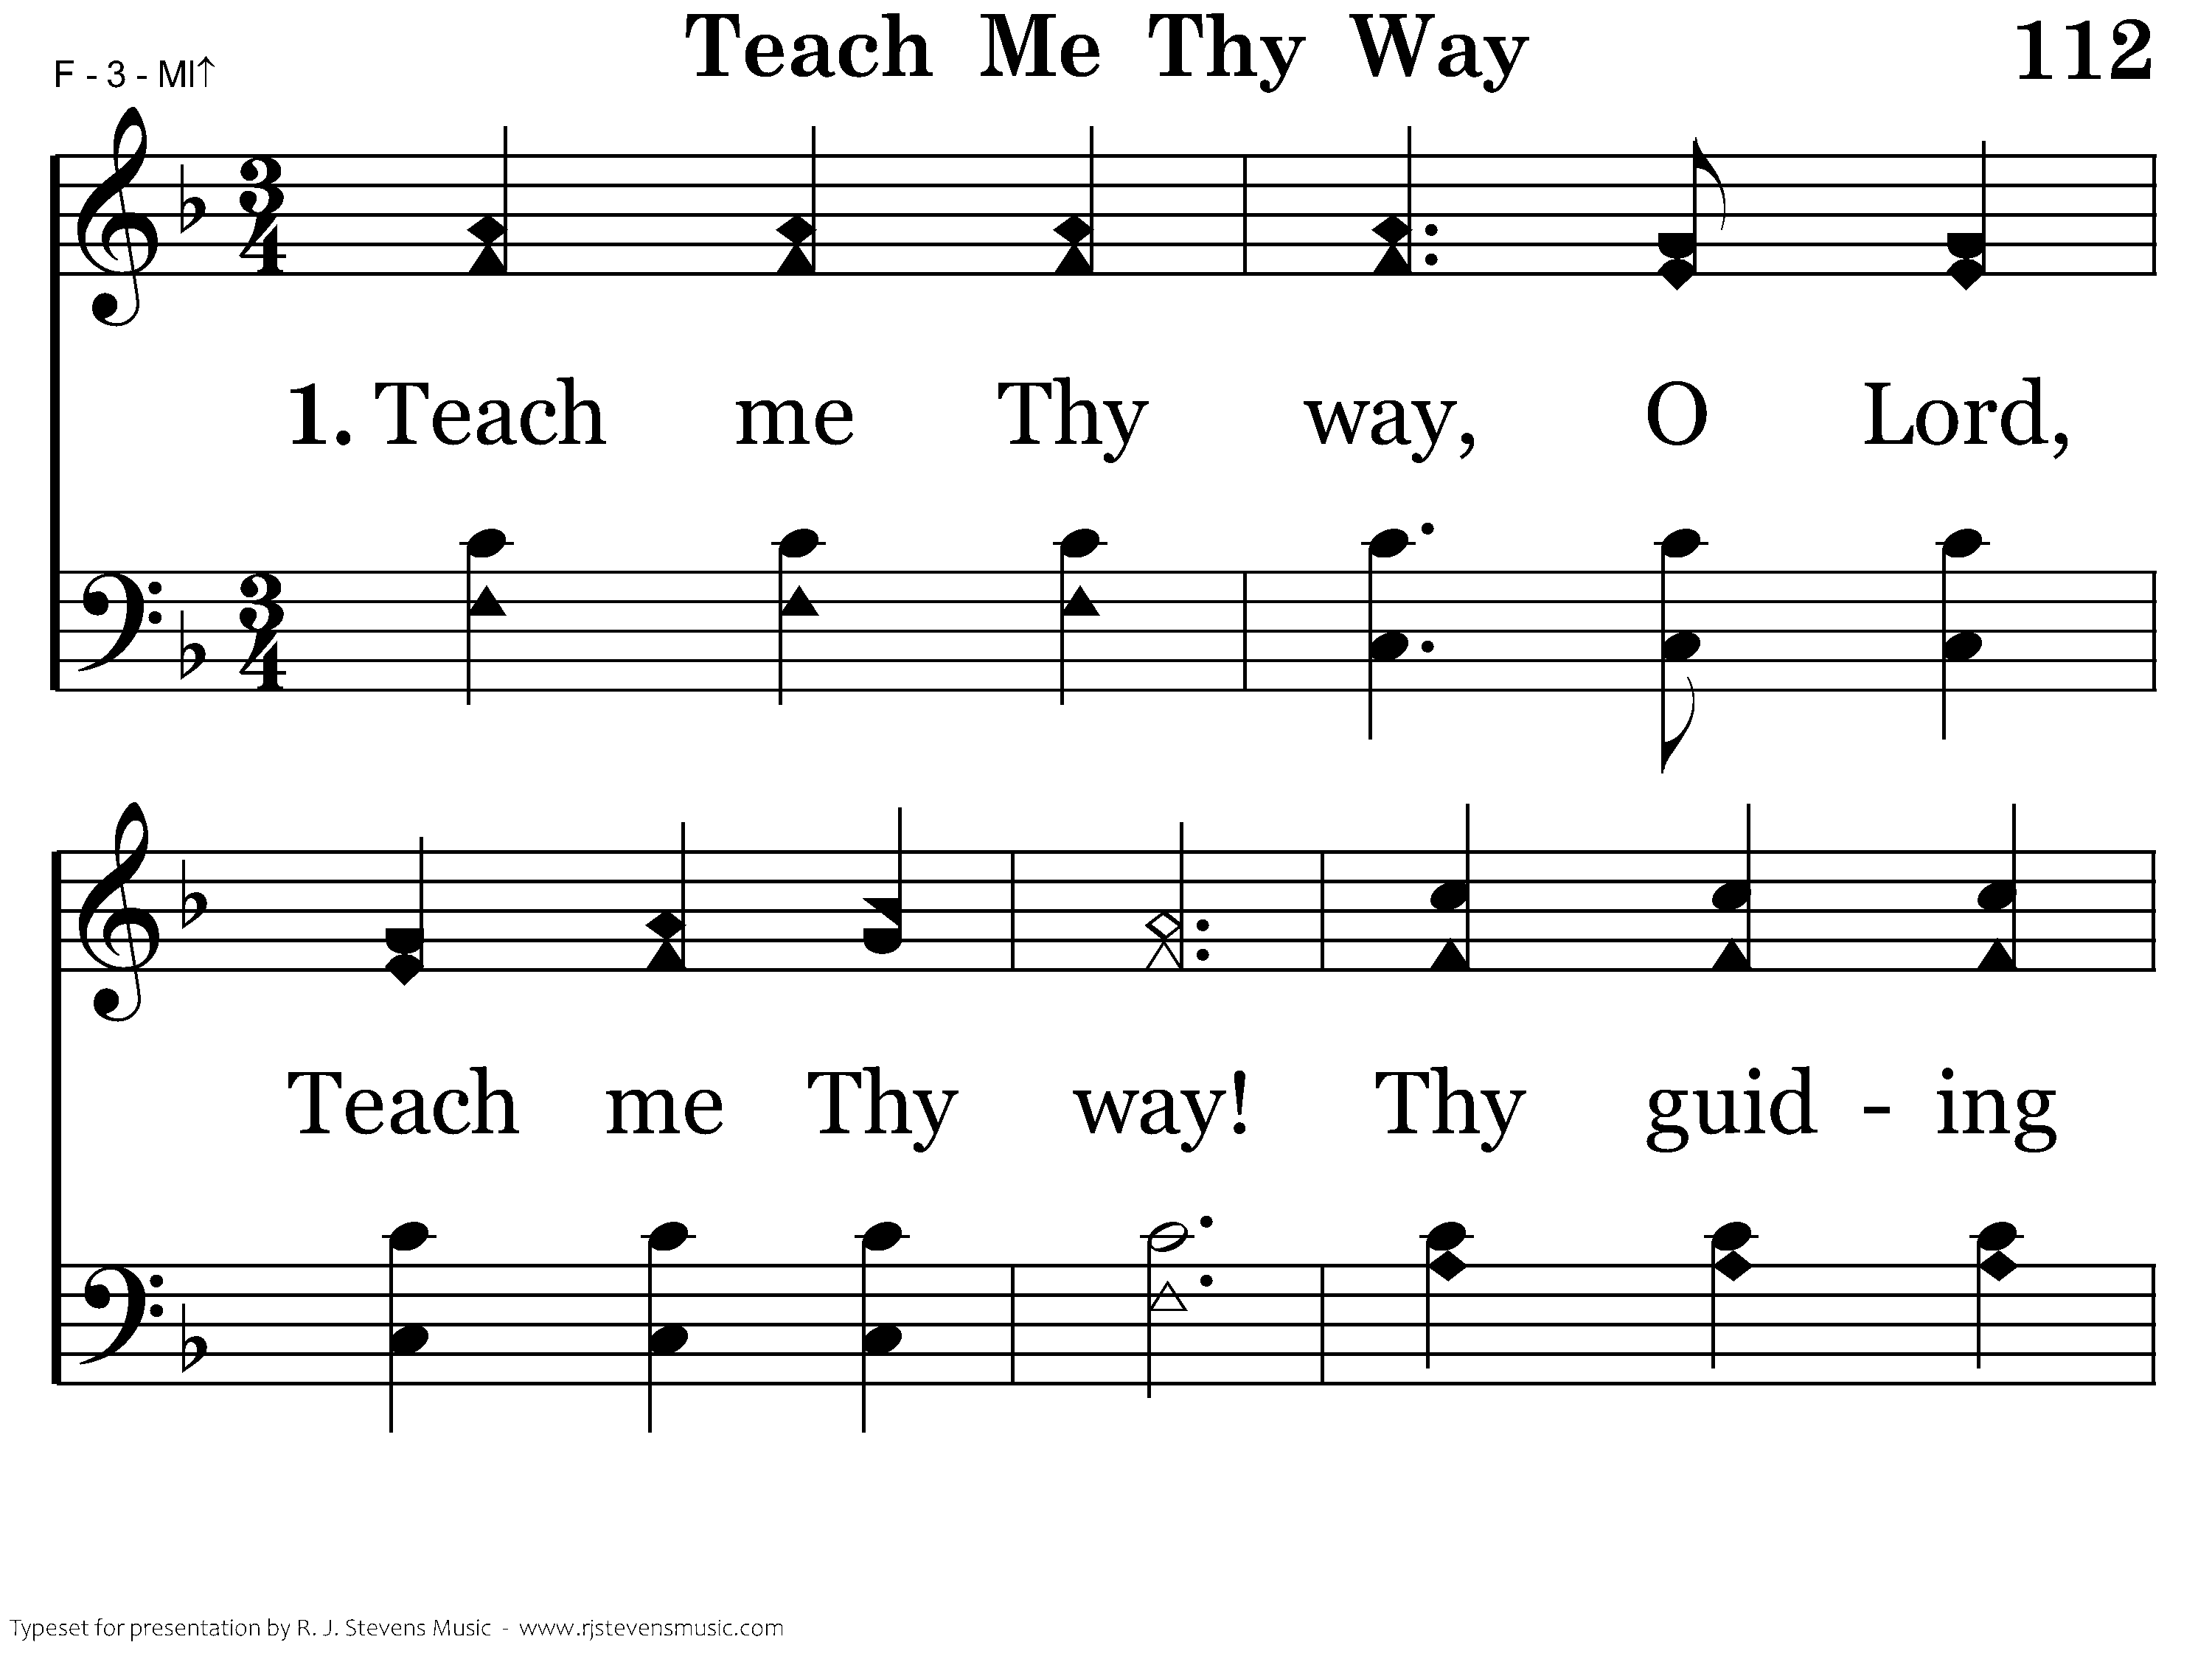 Teach Me Thy Way
112
F - 3 - MI↑
1. Teach me Thy way, O Lord,
Teach me Thy way! Thy guid - ing
Typeset for presentation by R. J. Stevens Music - www.rjstevensmusic.com